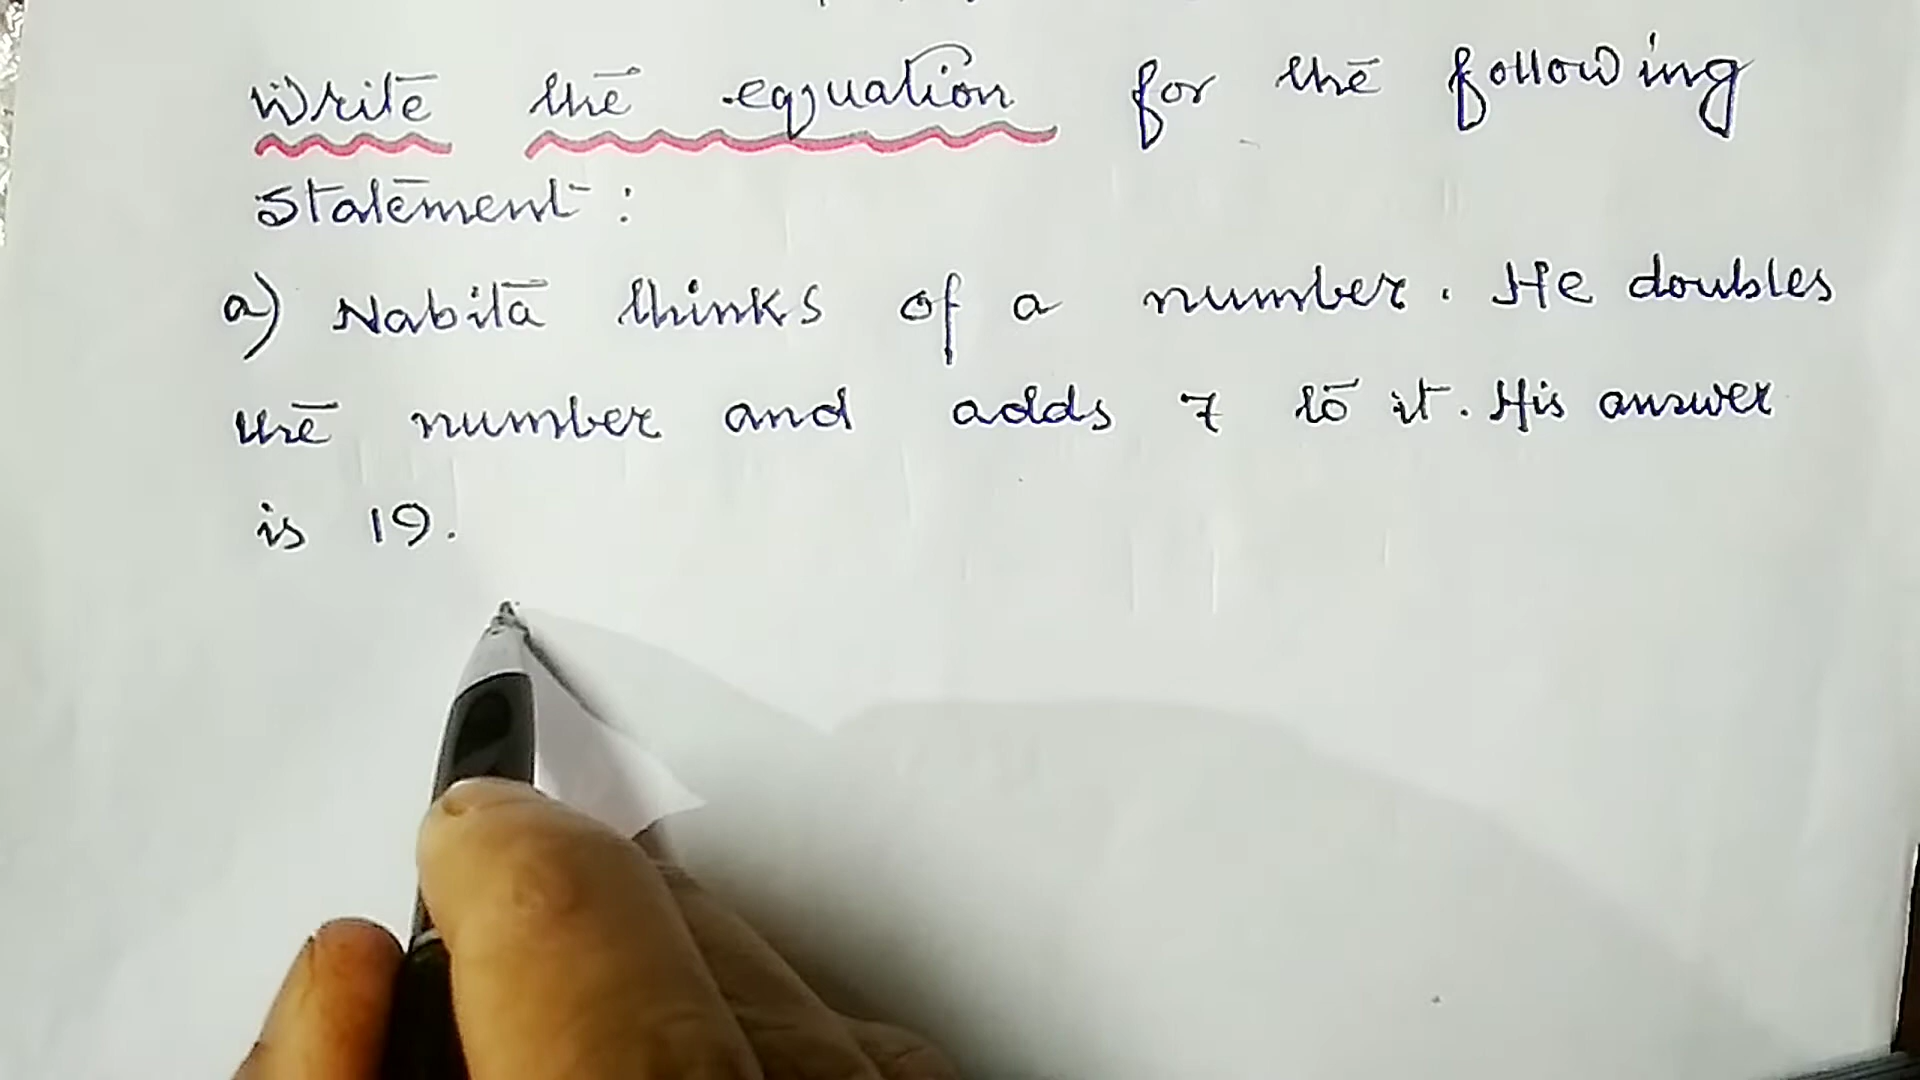 Write the equation for the following
statement:
a) Nabita thinks of a number. He doubles
the number and adds 7 to it. His answer
is 19.